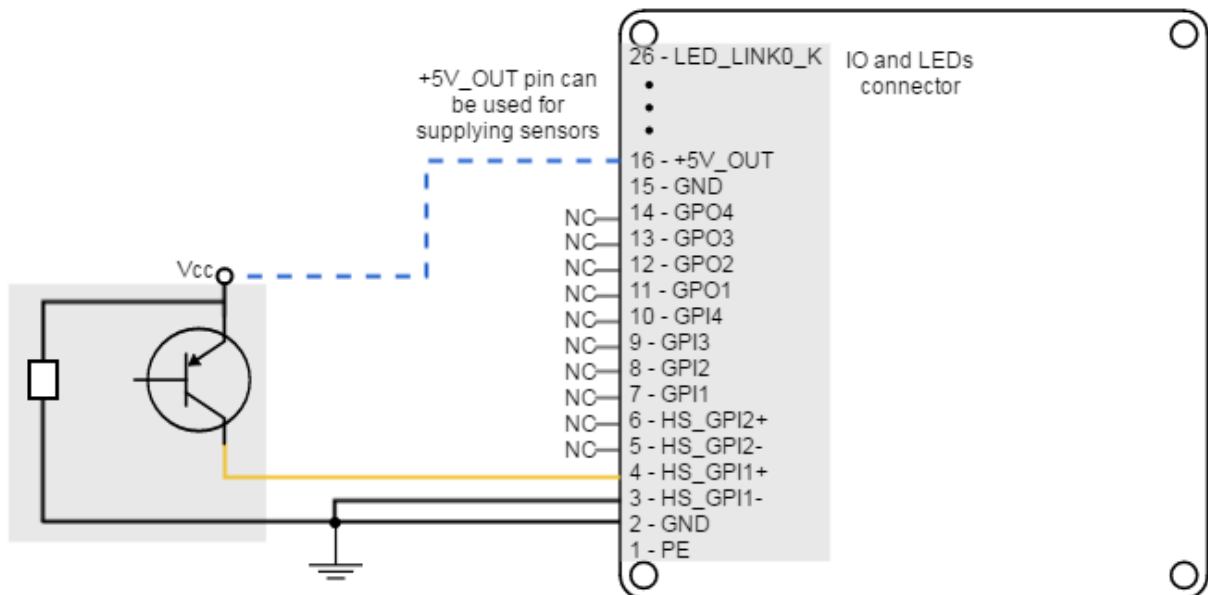 26 - LED_LINK0_K
IO and LEDs
connector
+5V_OUT pin can
be used for
supplying sensors
16 - +5V_OUT
15 - GND
NC 14 - GPO4
NC 13 - GPO3
NC 12 - GPO2
Vcc
NC 11 - GPO1
NC 10 - GPI4
NC 9 - GPI3
NC 8 - GPI2
NC 7 - GPI1
NC 6 - HS_GPI2+
NC 5 - HS_GPI2-
4 - HS_GPI1+
3 - HS_GPI1-
2 - GND
1 - PE